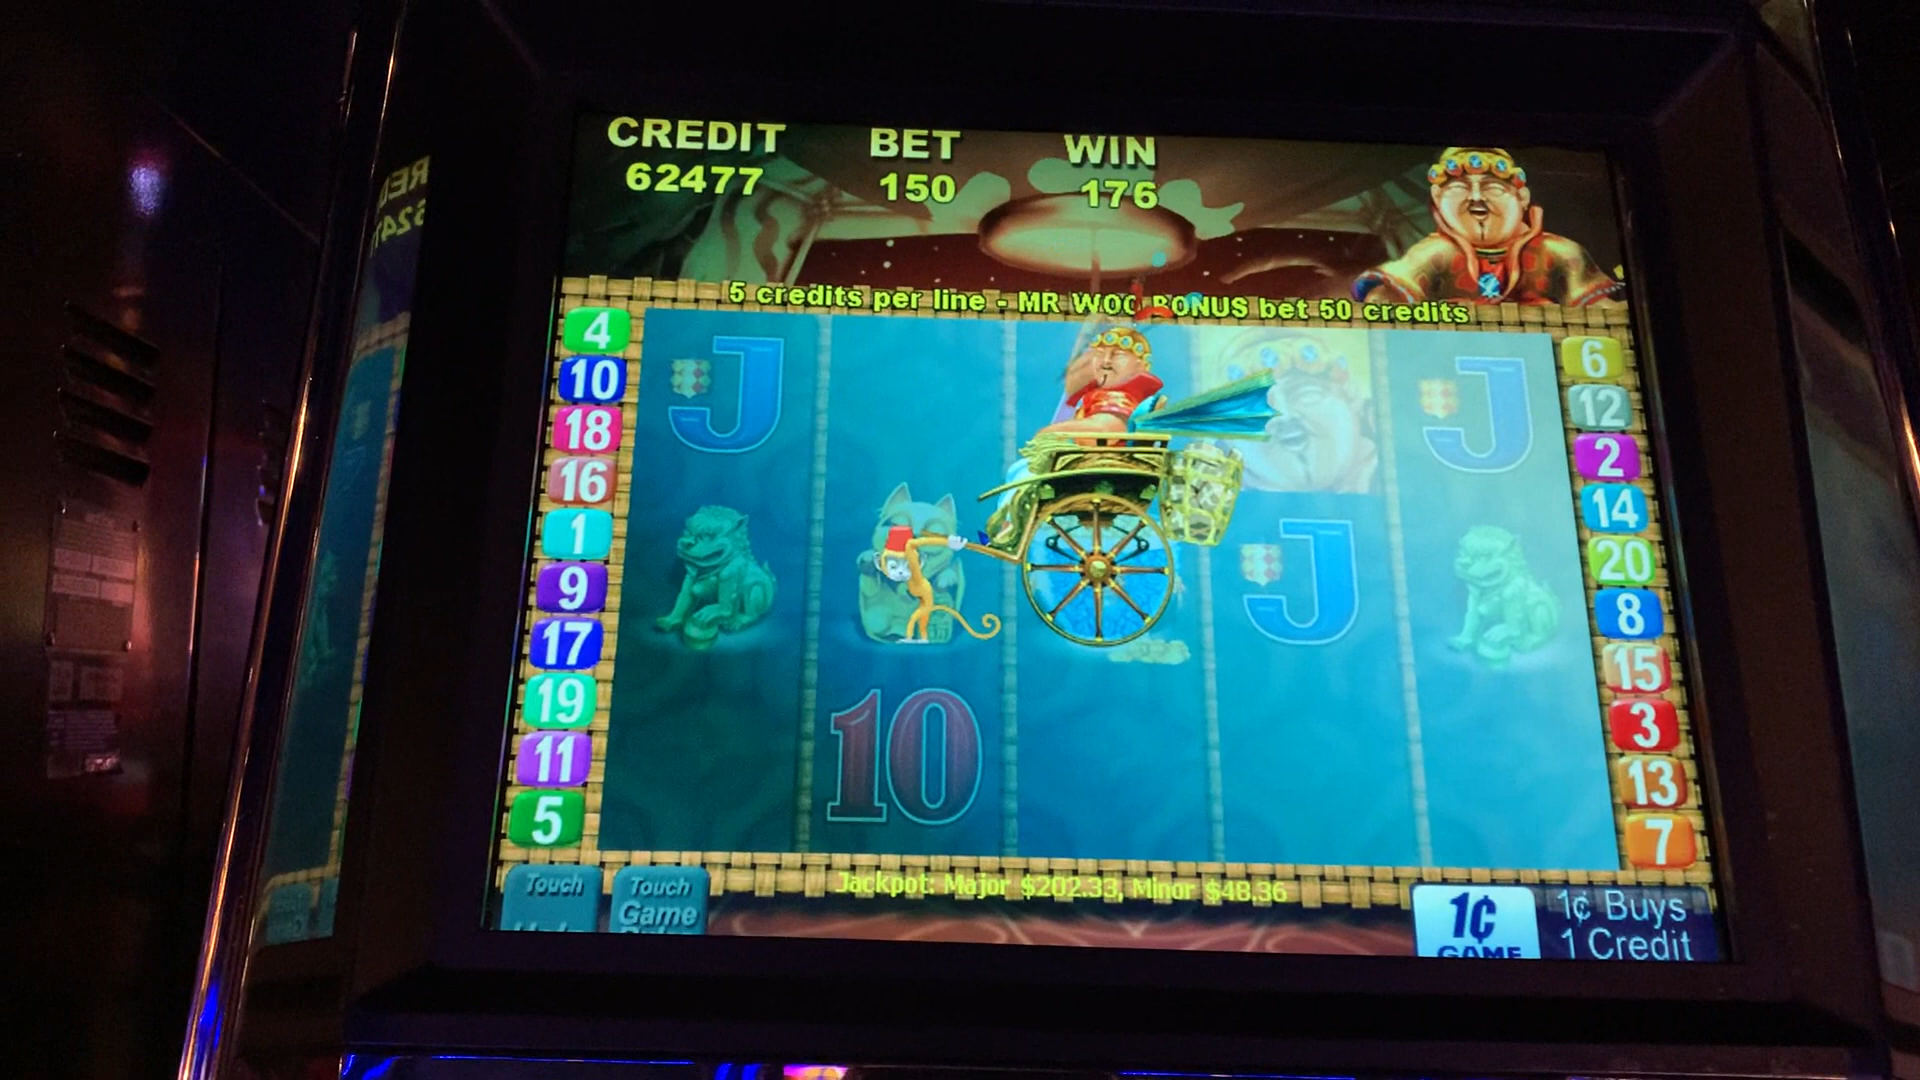 CREDIT BET WIN
62477 150 176
5 credits per line - MR WOO BONUS bet 50 credits
4
10
18
16
1
9
17
19
11
5
J
J
J
10
6
12
2
14
20
8
15
3
13
7
Jackpot: Major $202.33, Minor $48.36
Touch
Touch
Game
1¢
GAME
1¢ Buys
1 Credit